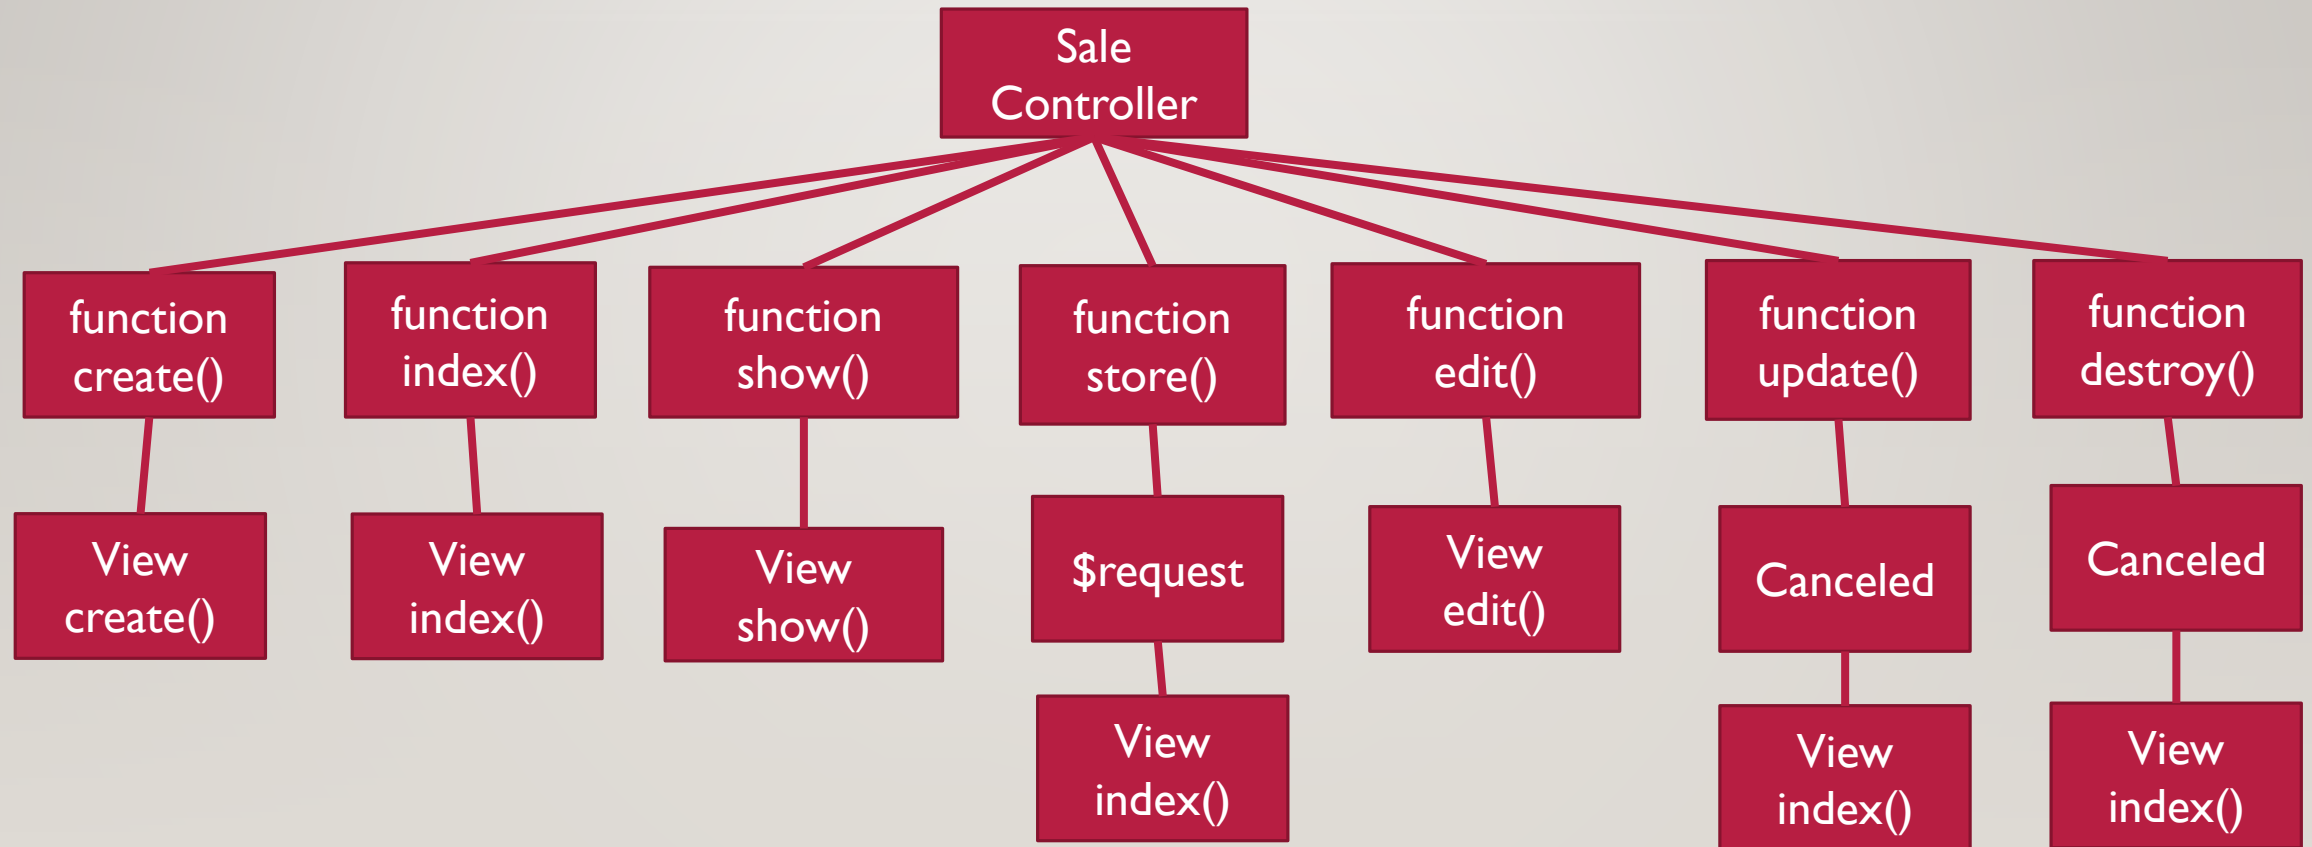 Sale
Controller
function
create()
function
index()
function
show()
function
store()
function
edit()
function
update()
function
destroy()
View
create()
View
index()
View
show()
$request
View
edit()
Canceled
Canceled
View
index()
View
index()
View
index()